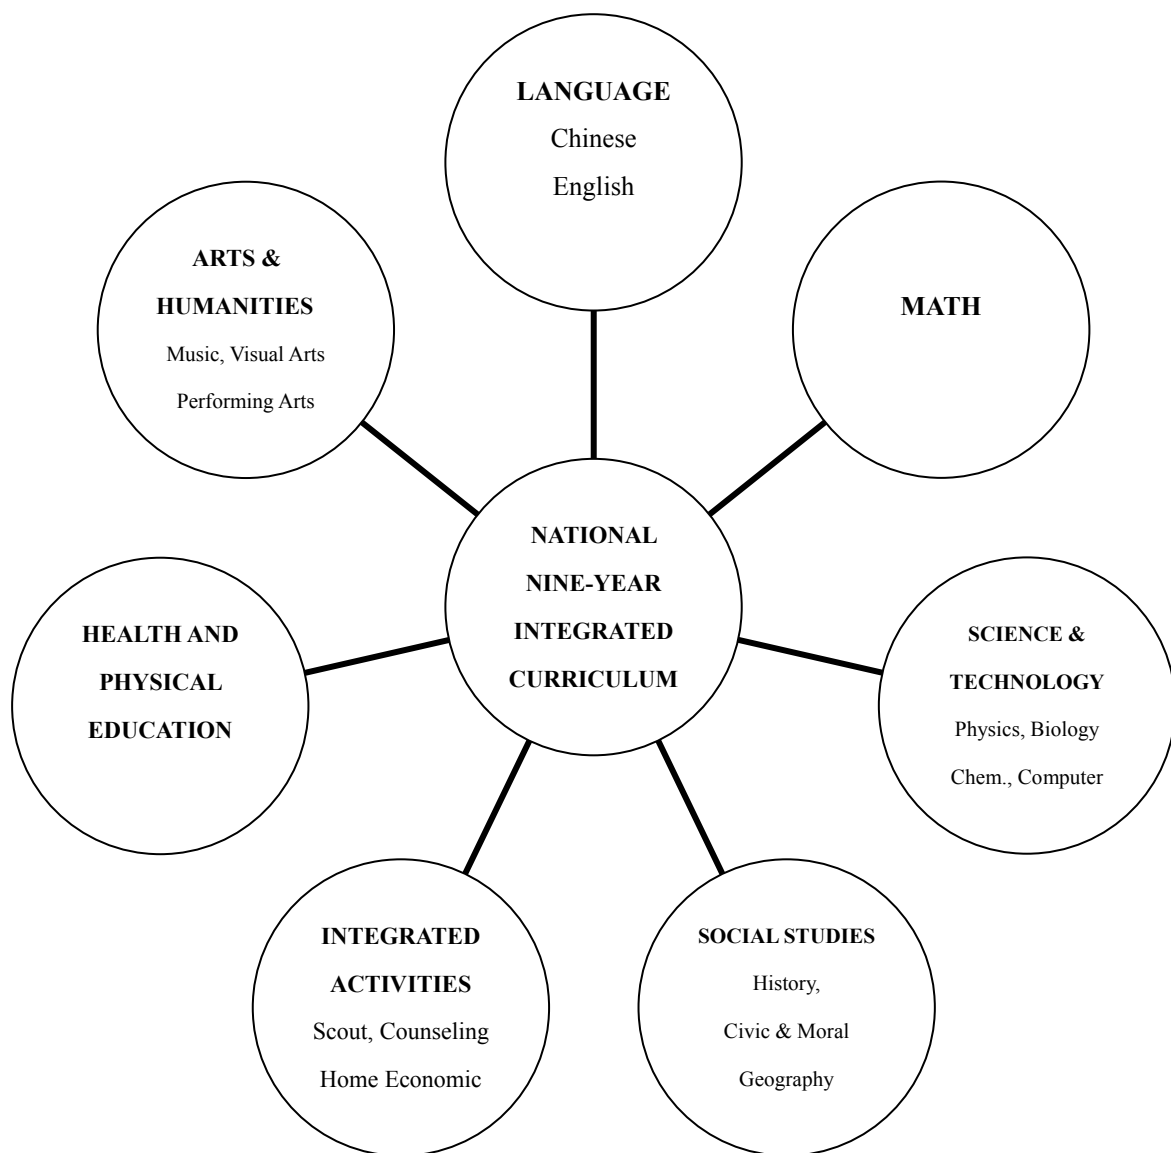 LANGUAGE
Chinese
English
ARTS &
HUMANITIES
Music, Visual Arts
Performing Arts
MATH
NATIONAL
NINE-YEAR
INTEGRATED
CURRICULUM
HEALTH AND
PHYSICAL
EDUCATION
SCIENCE &
TECHNOLOGY
Physics, Biology
Chem., Computer
INTEGRATED
ACTIVITIES
Scout, Counseling
Home Economic
SOCIAL STUDIES
History,
Civic & Moral
Geography